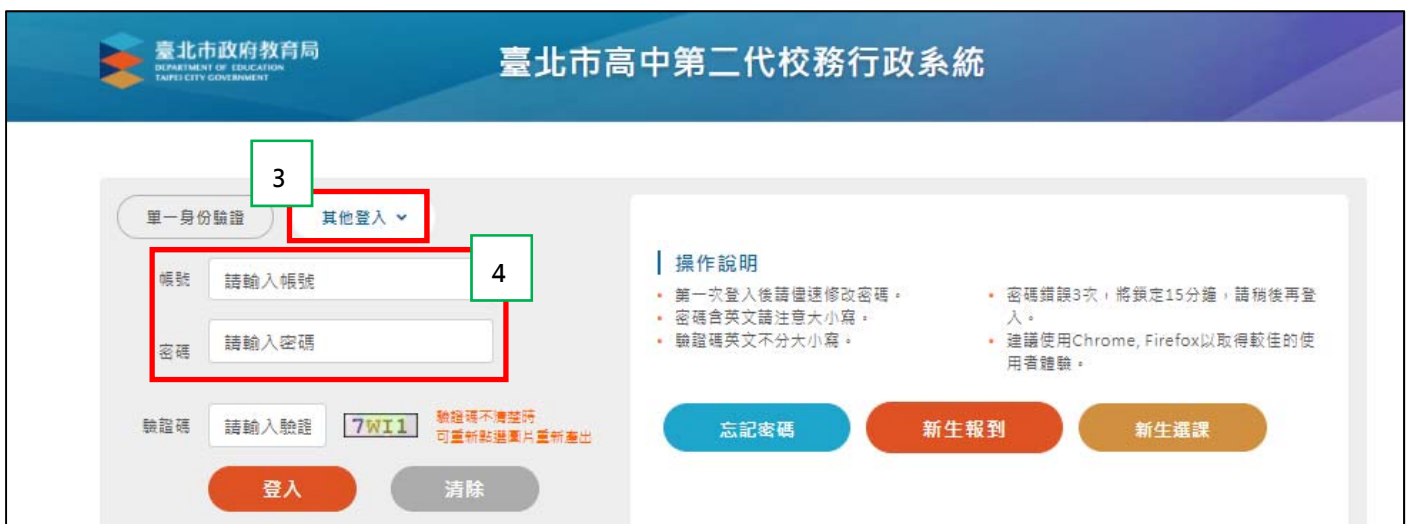 臺北市政府教育局
DEPARTMENT OF EDUCATION
TAIPEI CITY GOVERNMENT
臺北市高中第二代校務行政系統
3
單一身份驗證
其他登入
4
帳號
請輸入帳號
密碼
請輸入密碼
驗證碼
請輸入驗證
7WI1
驗證碼不清楚時
可重新點選圖片重新產出
登入
清除
操作說明
第一次登入後請儘速修改密碼。
密碼含英文請注意大小寫。
驗證碼英文不分大小寫。
密碼錯誤3次,將鎖定15分鐘,請稍後再登
入。
建議使用Chrome, Firefox以取得較佳的使
用者體驗。
忘記密碼
新生報到
新生選課